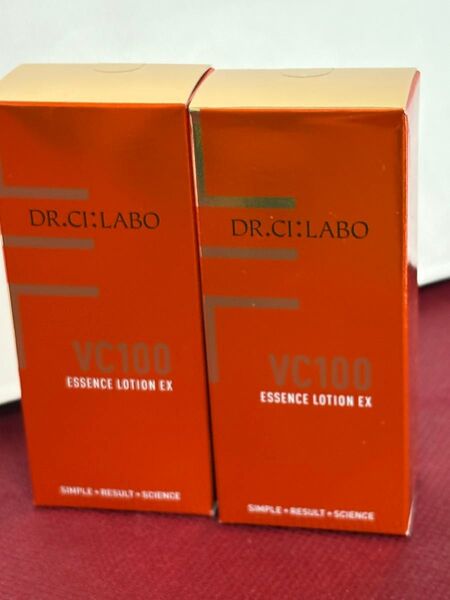 DR.CI:LABO
VC100
ESSENCE LOTION EX
SIMPLE + RESULT + SCIENCE
DR.CI:LABO
VC100
ESSENCE LOTION EX
SIMPLE + RESULT + SCIENCE